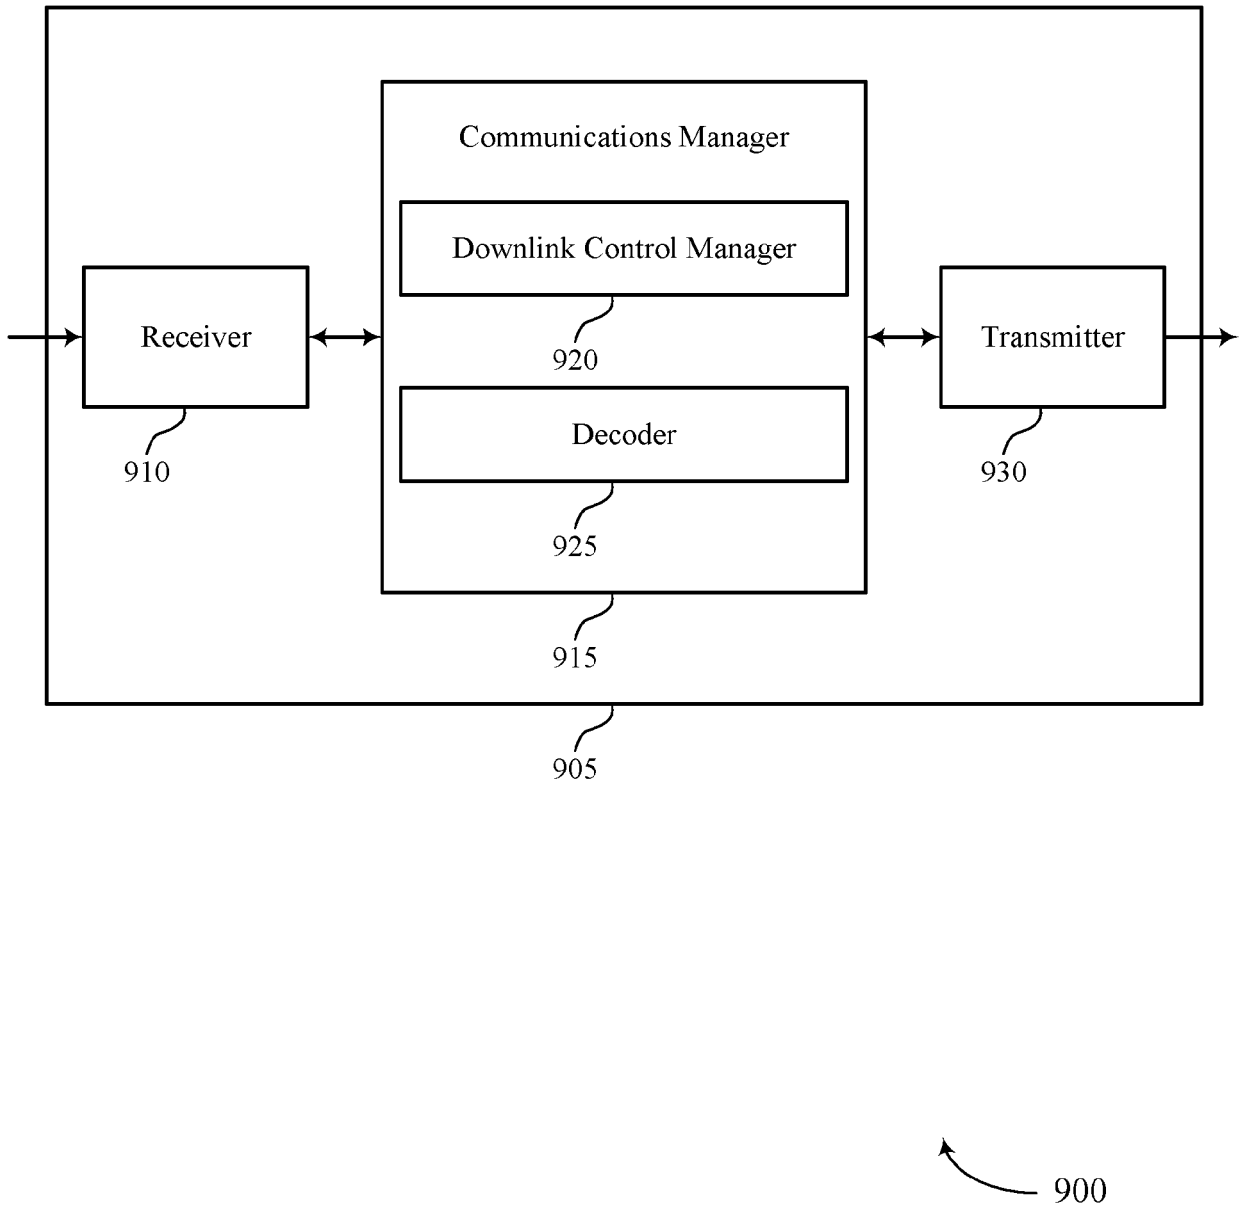 Communications Manager
Downlink Control Manager
920
Receiver
910
Decoder
925
Transmitter
930
915
905
900